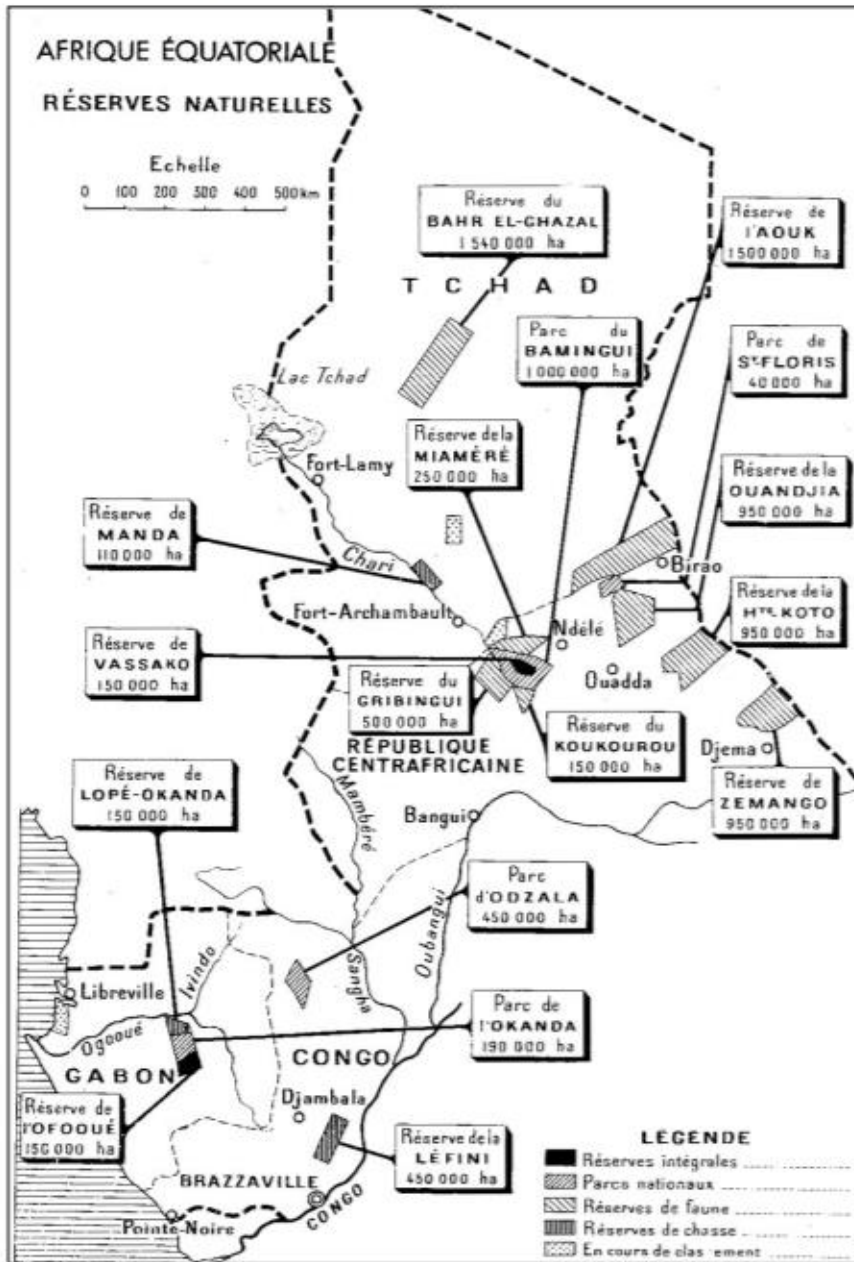 AFRIQUE ÉQUATORIALE
RÉSERVES NATURELLES
Echelle
0 100 200 300 400 500 km
Réserve du
BAHR EL-GHAZAL
1 540 000 ha
Réserve de
l'AOUK
1 500 000 ha
TCHAD
Parc du
BAMINGUI
1 000 000 ha
Parc de
St-FLORIS
40 000 ha
Lac Tchad
Réserve de la
MIAMÉRÉ
250 000 ha
Fort-Lamy
Réserve de la
OUANDJIA
950 000 ha
Réserve de
MANDA
110 000 ha
Chari
Birao
Fort-Archambault
Réserve de la
Hte KOTO
950 000 ha
Ndélé
Réserve de
VASSAKO
150 000 ha
Ouadda
Réserve du
GRIBINGUI
500 000 ha
Réserve du
KOUKOUROU
150 000 ha
RÉPUBLIQUE
CENTRAFRICAINE
Djema
Réserve de
LOPÉ-OKANDA
150 000 ha
Mambéré
Bangui
Réserve de
ZEMANGO
950 000 ha
Parc
d'ODZALA
450 000 ha
Ivindo
Sangha
Oubangui
Libreville
Parc de
l'OKANDA
190 000 ha
Ogooué
GABON
CONGO
Réserve de
l'OFOOUÉ
150 000 ha
Djambala
Réserve de la
LÉFINI
450 000 ha
BRAZZAVILLE
CONGO
Pointe-Noire
LÉGENDE
Réserves intégrales
Parcs nationaux
Réserves de faune
Réserves de chasse
En cours de clas ement